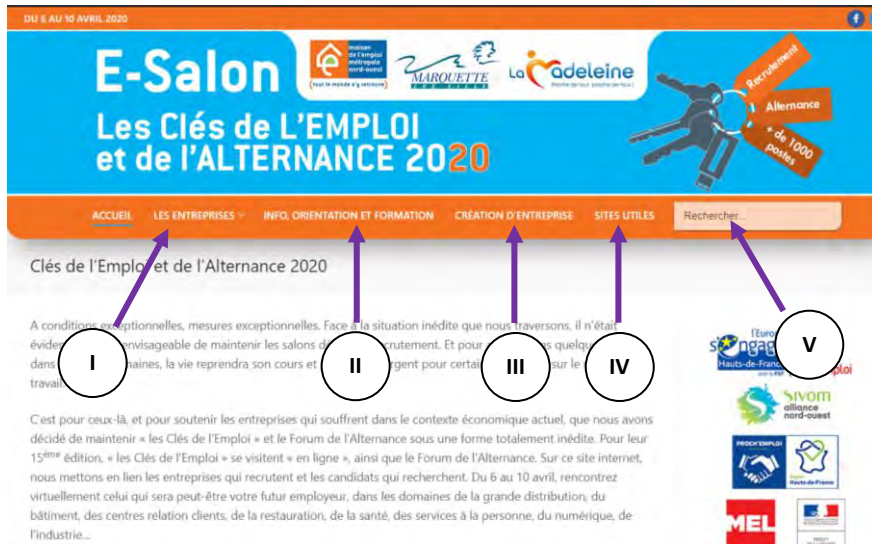 DU 6 AU 10 AVRIL 2020
E-Salon
maison
de l'emploi
métropole
nord-ouest
(tout le monde s'y retrouve)
MARQUETTE
La Madeleine
Les Clés de L'EMPLOI
et de l'ALTERNANCE 2020
Recrutement
Alternance
+ de 1000
postes
ACCUEIL LES ENTREPRISES INFO, ORIENTATION ET FORMATION CRÉATION D'ENTREPRISE SITES UTILES Rechercher...
Clés de l'Emploi et de l'Alternance 2020
A conditions exceptionnelles, mesures exceptionnelles. Face à la situation inédite que nous traversons, il n'était
envisageable de maintenir les salons
dans la vie reprendra son cours et pour sur le
travail
I
II
III
IV
V
C'est pour ceux-là, et pour soutenir les entreprises qui souffrent dans le contexte économique actuel, que nous avons
décidé de maintenir « les Clés de l'Emploi » et le Forum de l'Alternance sous une forme totalement inédite. Pour leur
15ème édition, « les Clés de l'Emploi » se visitent « en ligne », ainsi que le Forum de l'Alternance. Sur ce site internet,
nous mettons en lien les entreprises qui recrutent et les candidats qui recherchent. Du 6 au 10 avril, rencontrez
virtuellement celui qui sera peut-être votre futur employeur, dans les domaines de la grande distribution, du
bâtiment, des centres relation clients, de la restauration, de la santé, des services à la personne, du numérique, de
l'industrie...
Hauts-de-France
Sivom
alliance
nord-ouest
PROCH'EMPLOI
Hauts-de-France
MEL